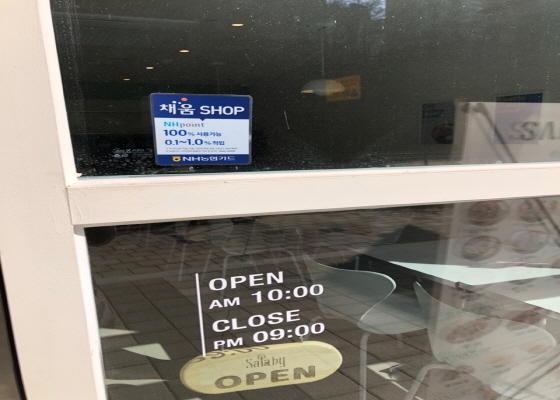 채움 SHOP
NHpoint
100% 사용가능
0.1~1.0% 적립
NH농협카드
OPEN
AM 10:00
CLOSE
PM 09:00
Salaby
OPEN